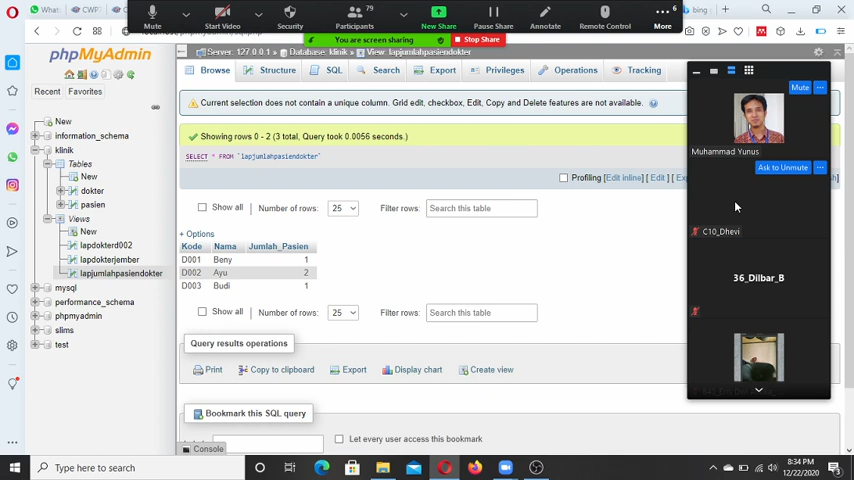 79
6
Mute
Start Video
Security
Participants
New Share
Pause Share
Annotate
Remote Control
More
You are screen sharing
Stop Share
Whats
CWP
bing
phpMyAdmin
Recent
Favorites
New
information_schema
klinik
Tables
New
dokter
pasien
Views
New
lapdokterd002
lapdokterjember
lapjumlahpasiendokter
mysql
performance_schema
phpmyadmin
slims
test
Server: 127.0.0.1 » Database: klinik » View: lapjumlahpasiendokter
Browse
Structure
SQL
Search
Export
Privileges
Operations
Tracking
Current selection does not contain a unique column. Grid edit, checkbox, Edit, Copy and Delete features are not available.
Showing rows 0 - 2 (3 total, Query took 0.0056 seconds.)
SELECT * FROM `lapjumlahpasiendokter`
Profiling [Edit inline] [ Edit ] [
Show all
Number of rows: 25
Filter rows: Search this table
+ Options
Kode Nama Jumlah_Pasien
D001 Beny 1
D002 Ayu 2
D003 Budi 1
Show all
Number of rows: 25
Filter rows: Search this table
Query results operations
Print
Copy to clipboard
Export
Display chart
Create view
Bookmark this SQL query
Let every user access this bookmark
Console
Mute
Muhammad Yunus
Ask to Unmute
C10_Dhevi
36_Dilbar_B
Type here to search
8:34 PM
12/22/2020
3